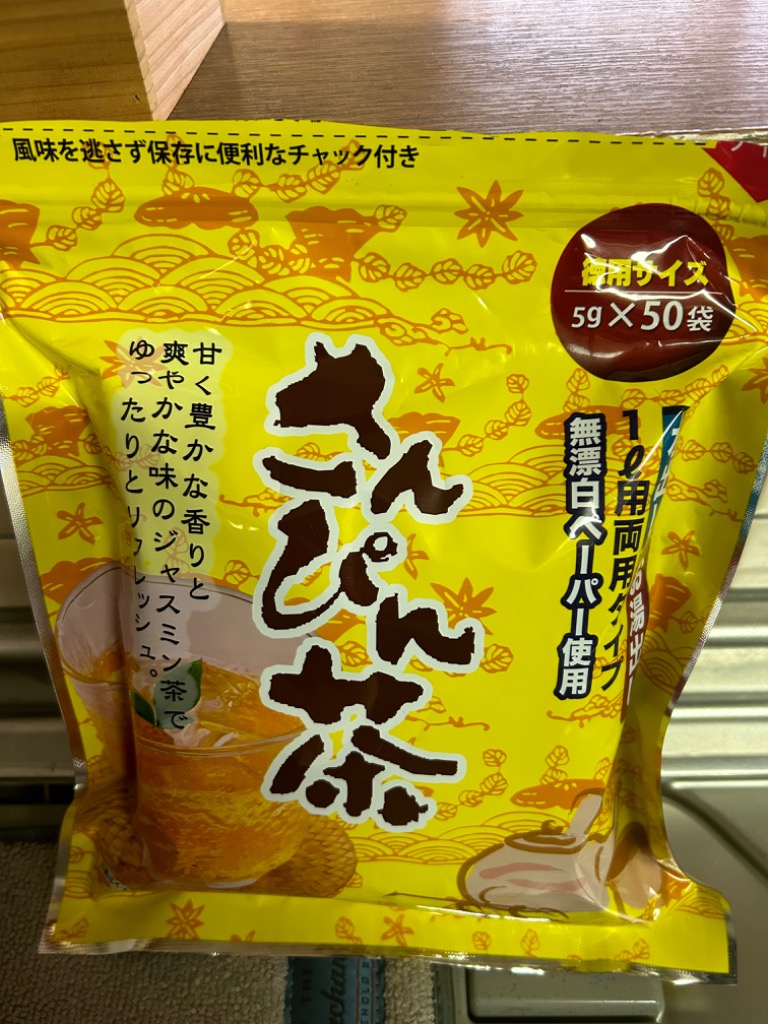 風味を逃さず保存に便利なチャック付き
徳用サイズ
5g×50袋
1ℓ用両用タイプ
無漂白ペーパー使用
さんぴん茶
甘く豊かな香りと
爽やかな味のジャスミン茶で
ゆったりとリフレッシュ。
THE